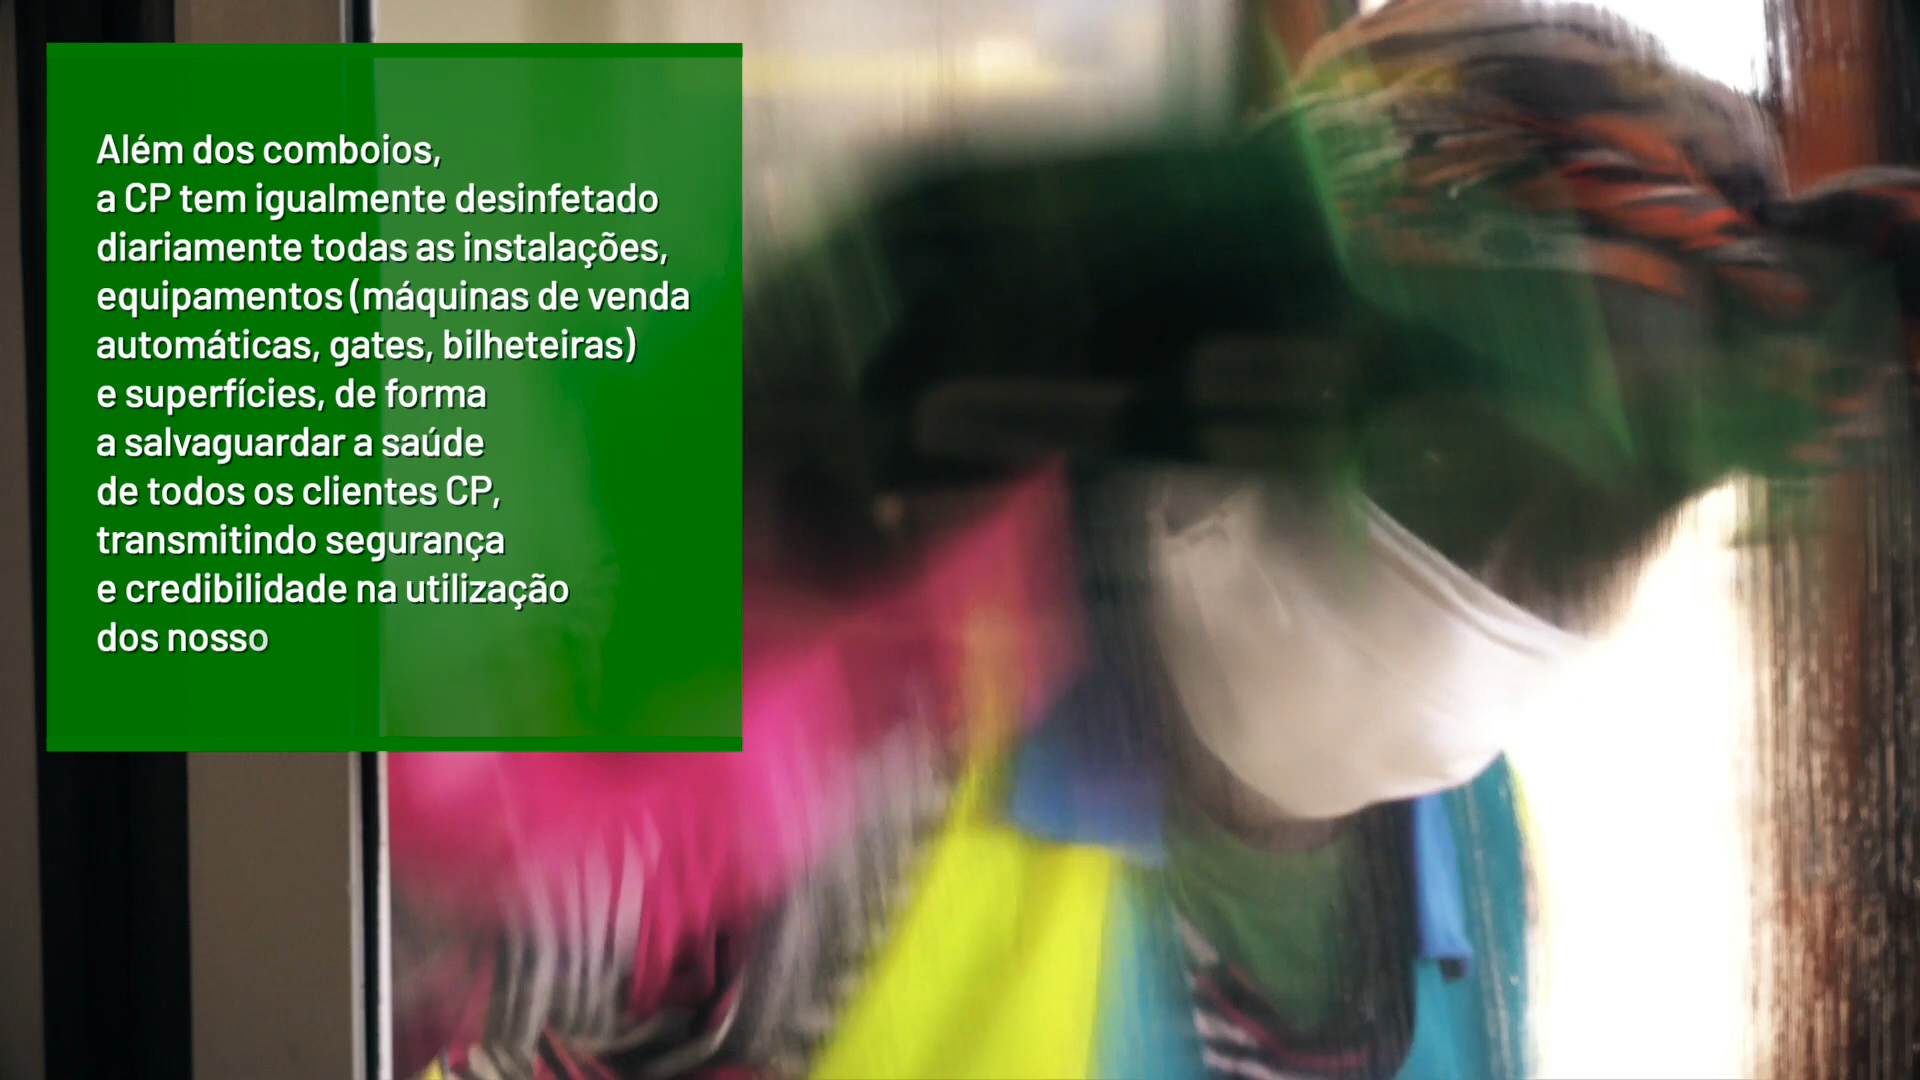 Além dos comboios,
a CP tem igualmente desinfetado
diariamente todas as instalações,
equipamentos (máquinas de venda
automáticas, gates, bilheteiras)
e superfícies, de forma
a salvaguardar a saúde
de todos os clientes CP,
transmitindo segurança
e credibilidade na utilização
dos nosso